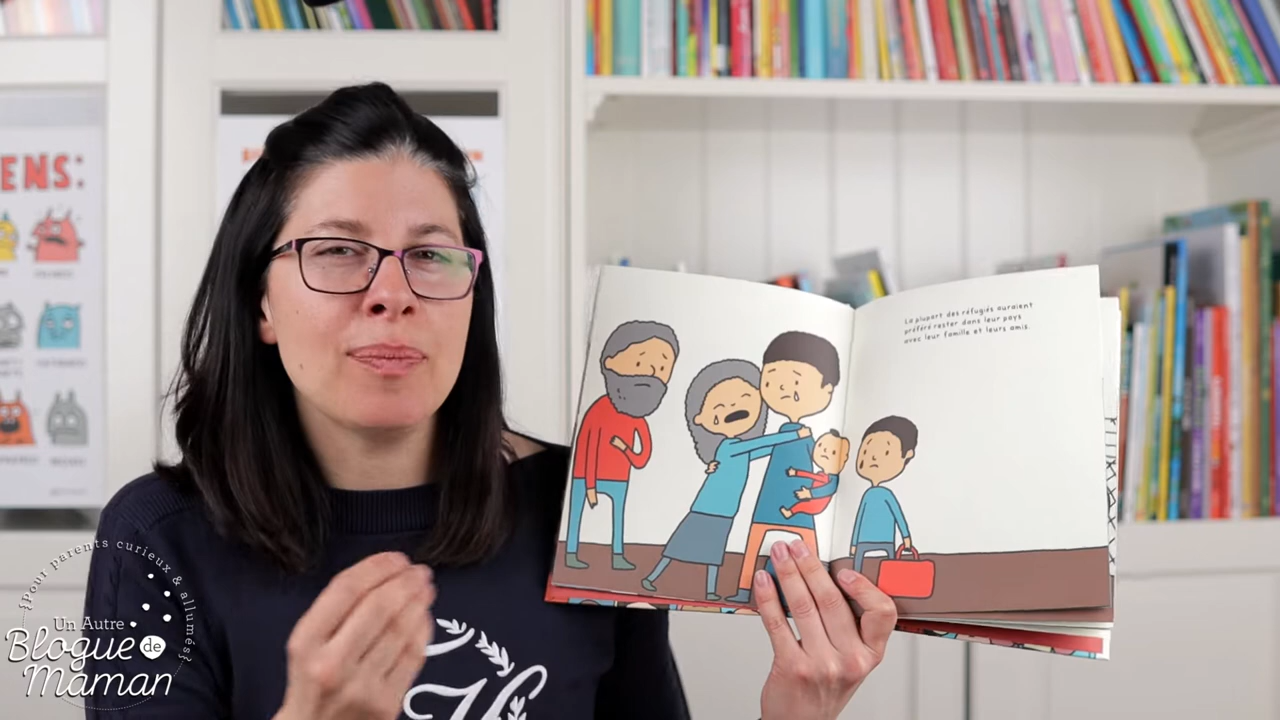 ENS:
La plupart des réfugiés auraient
préféré rester dans leur pays
avec leur famille et leurs amis.
{Pour parents curieux & allumés}
Un Autre
Blogue de
Maman